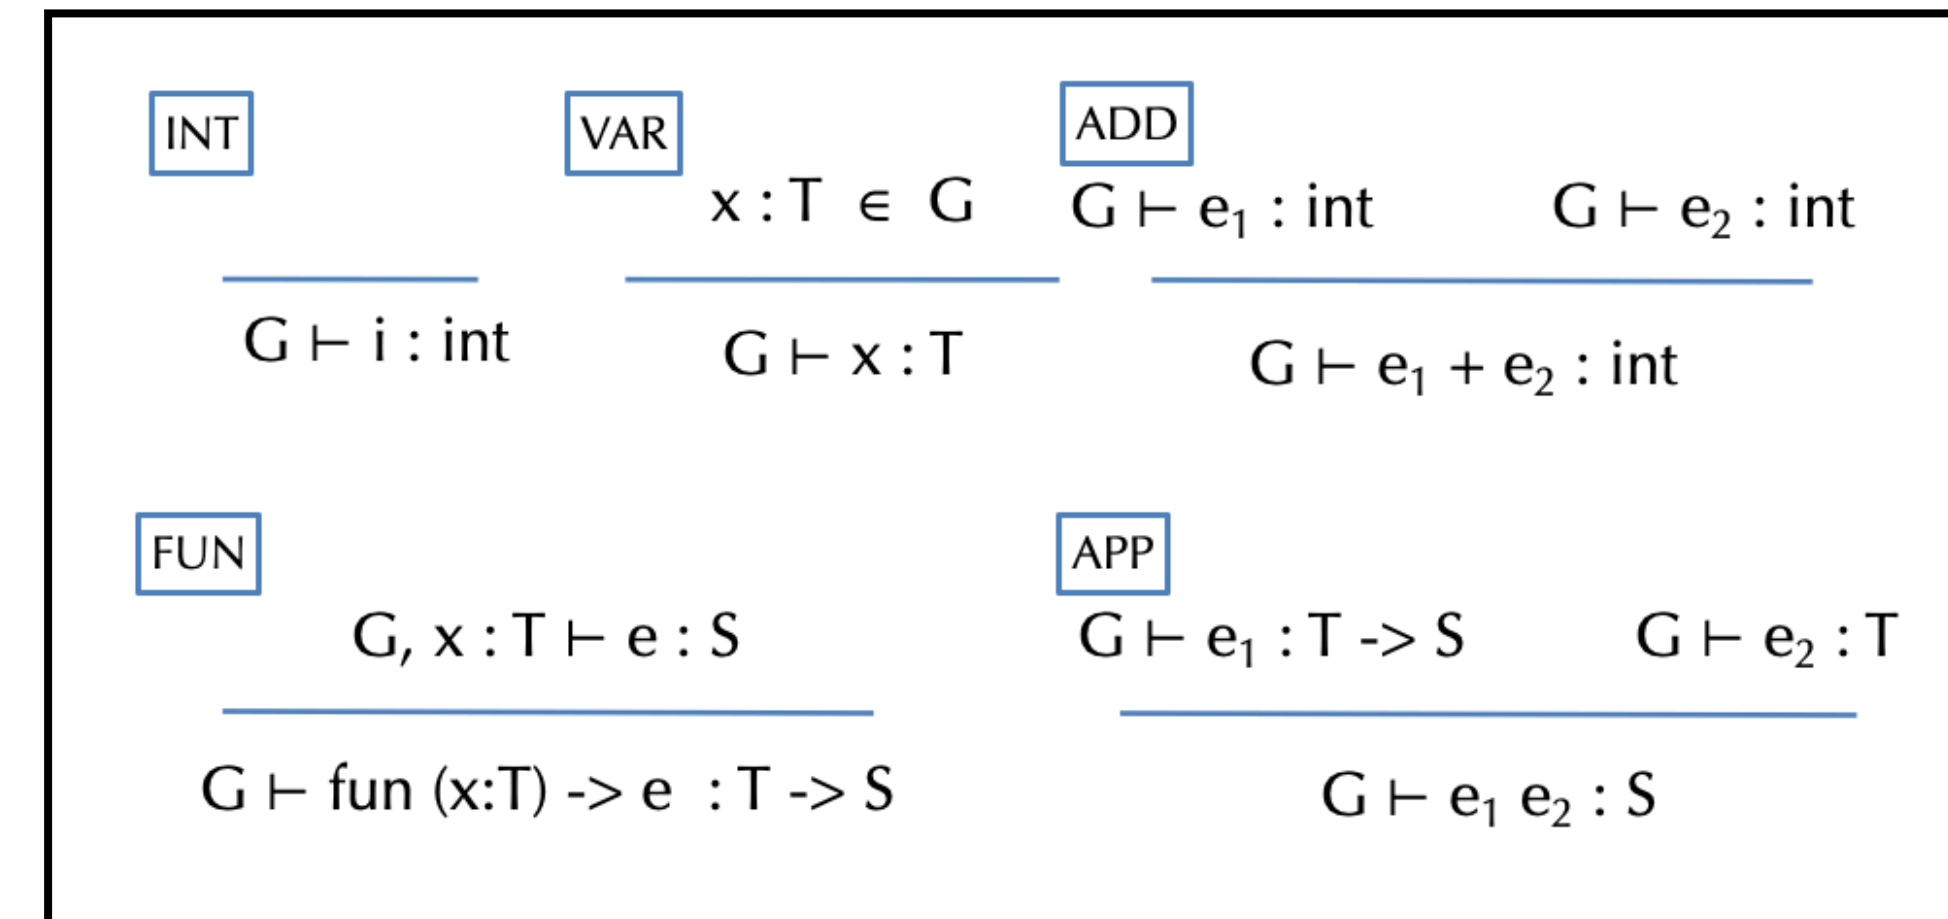 INT
VAR
ADD
x : T ∈ G
G ⊢ e₁ : int
G ⊢ e₂ : int
G ⊢ i : int
G ⊢ x : T
G ⊢ e₁ + e₂ : int
FUN
APP
G, x : T ⊢ e : S
G ⊢ e₁ : T -> S
G ⊢ e₂ : T
G ⊢ fun (x:T) -> e : T -> S
G ⊢ e₁ e₂ : S